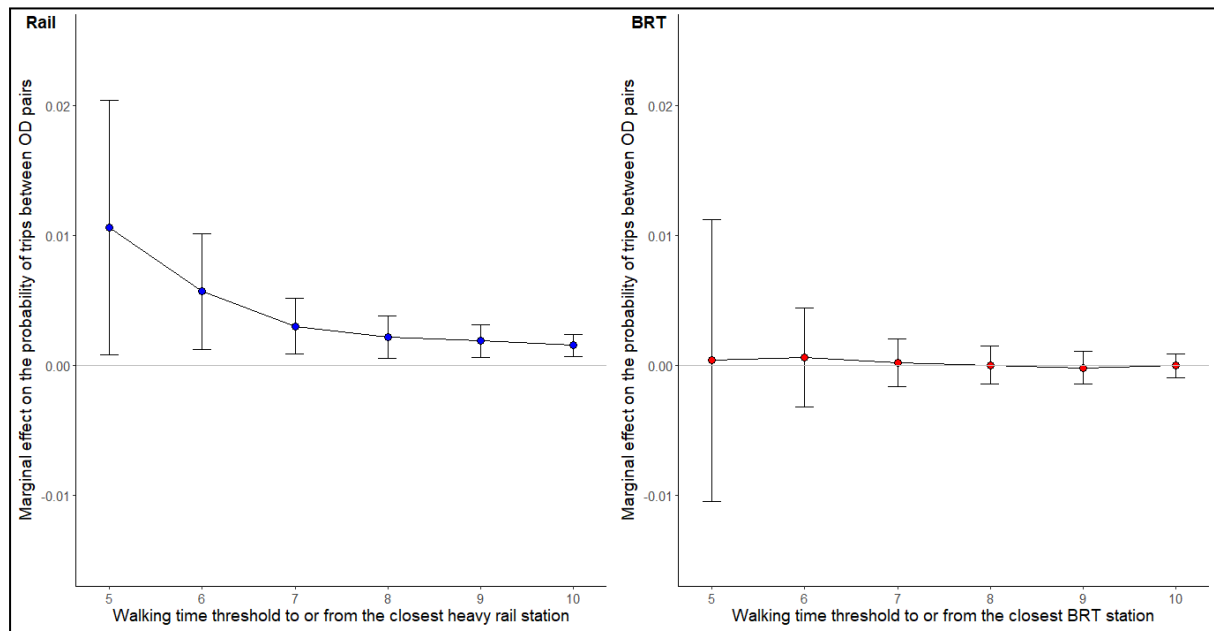 Rail
Marginal effect on the probability of trips between OD pairs
0.02
0.01
0.00
-0.01
5 6 7 8 9 10
Walking time threshold to or from the closest heavy rail station
BRT
Marginal effect on the probability of trips between OD pairs
0.02
0.01
0.00
-0.01
5 6 7 8 9 10
Walking time threshold to or from the closest BRT station